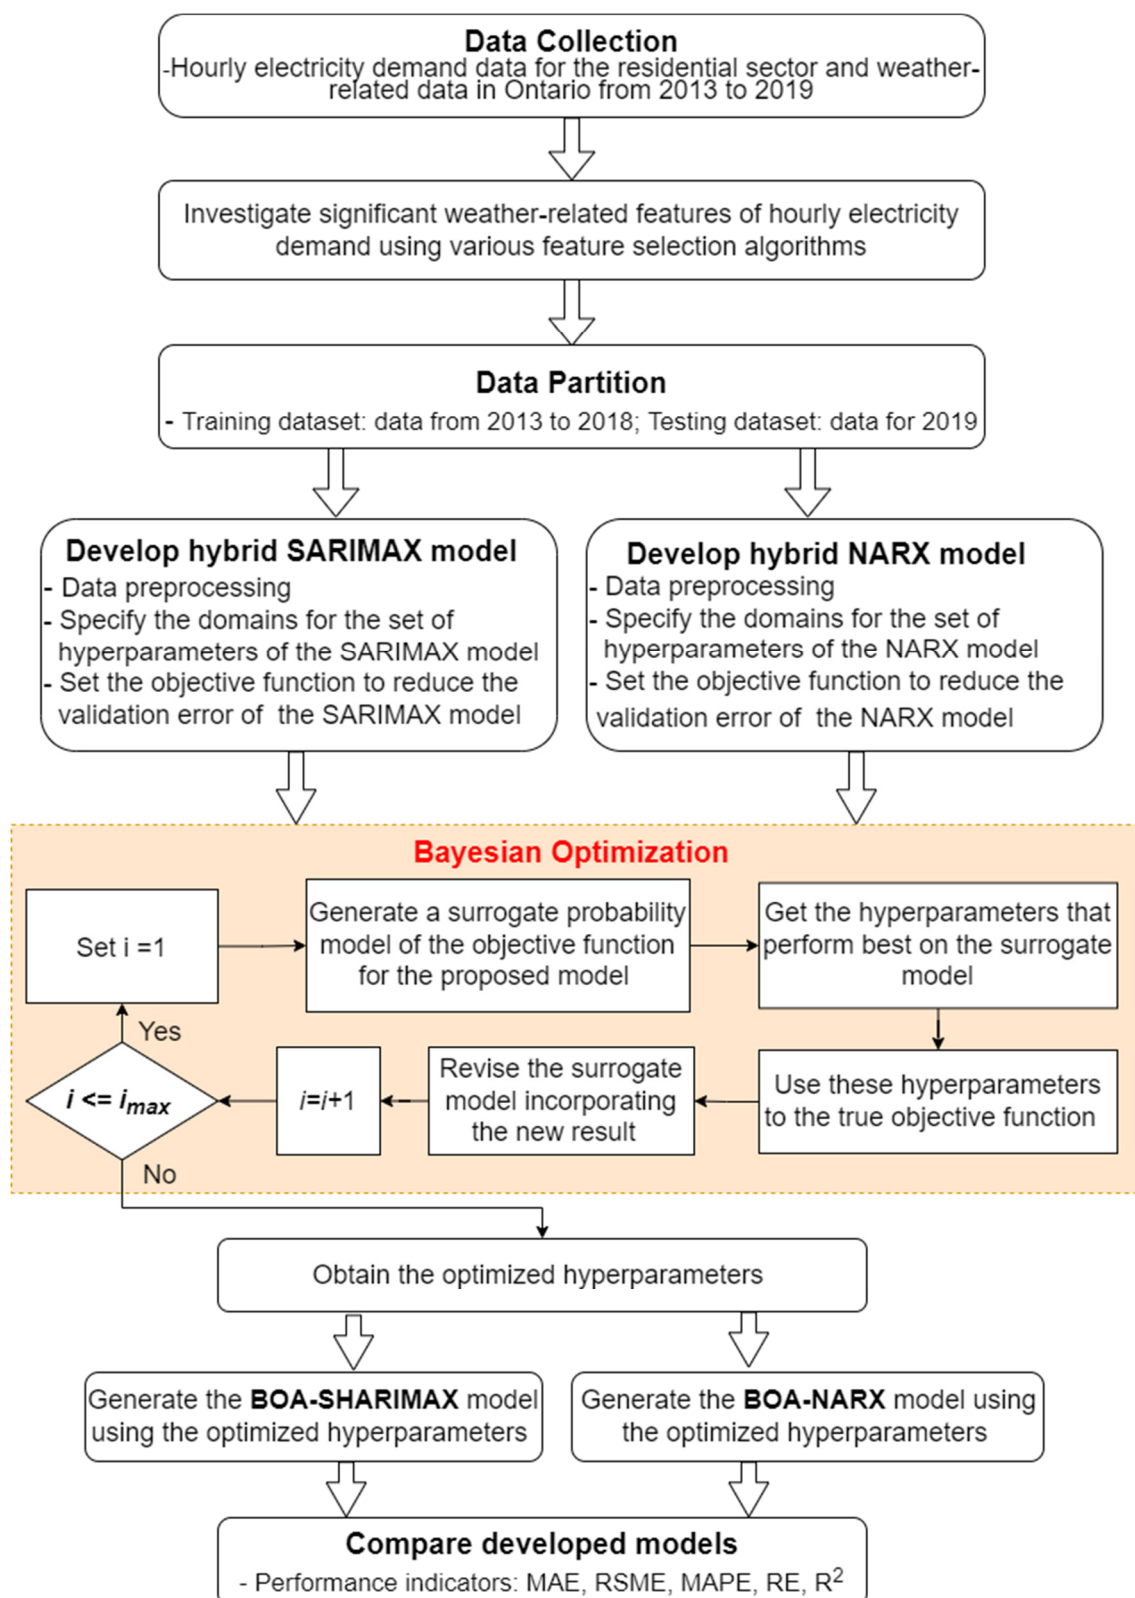 Data Collection
-Hourly electricity demand data for the residential sector and weather-
related data in Ontario from 2013 to 2019
Investigate significant weather-related features of hourly electricity
demand using various feature selection algorithms
Data Partition
- Training dataset: data from 2013 to 2018; Testing dataset: data for 2019
Develop hybrid SARIMAX model
- Data preprocessing
- Specify the domains for the set of
hyperparameters of the SARIMAX model
- Set the objective function to reduce the
validation error of the SARIMAX model
Develop hybrid NARX model
- Data preprocessing
- Specify the domains for the set of
hyperparameters of the NARX model
- Set the objective function to reduce the
validation error of the NARX model
Bayesian Optimization
Set i =1
Generate a surrogate probability
model of the objective function
for the proposed model
Get the hyperparameters that
perform best on the surrogate
model
Use these hyperparameters
to the true objective function
Revise the surrogate
model incorporating
the new result
i=i+1
Yes
i <= imax
No
Obtain the optimized hyperparameters
Generate the BOA-SHARIMAX model
using the optimized hyperparameters
Generate the BOA-NARX model using
the optimized hyperparameters
Compare developed models
- Performance indicators: MAE, RSME, MAPE, RE, R²